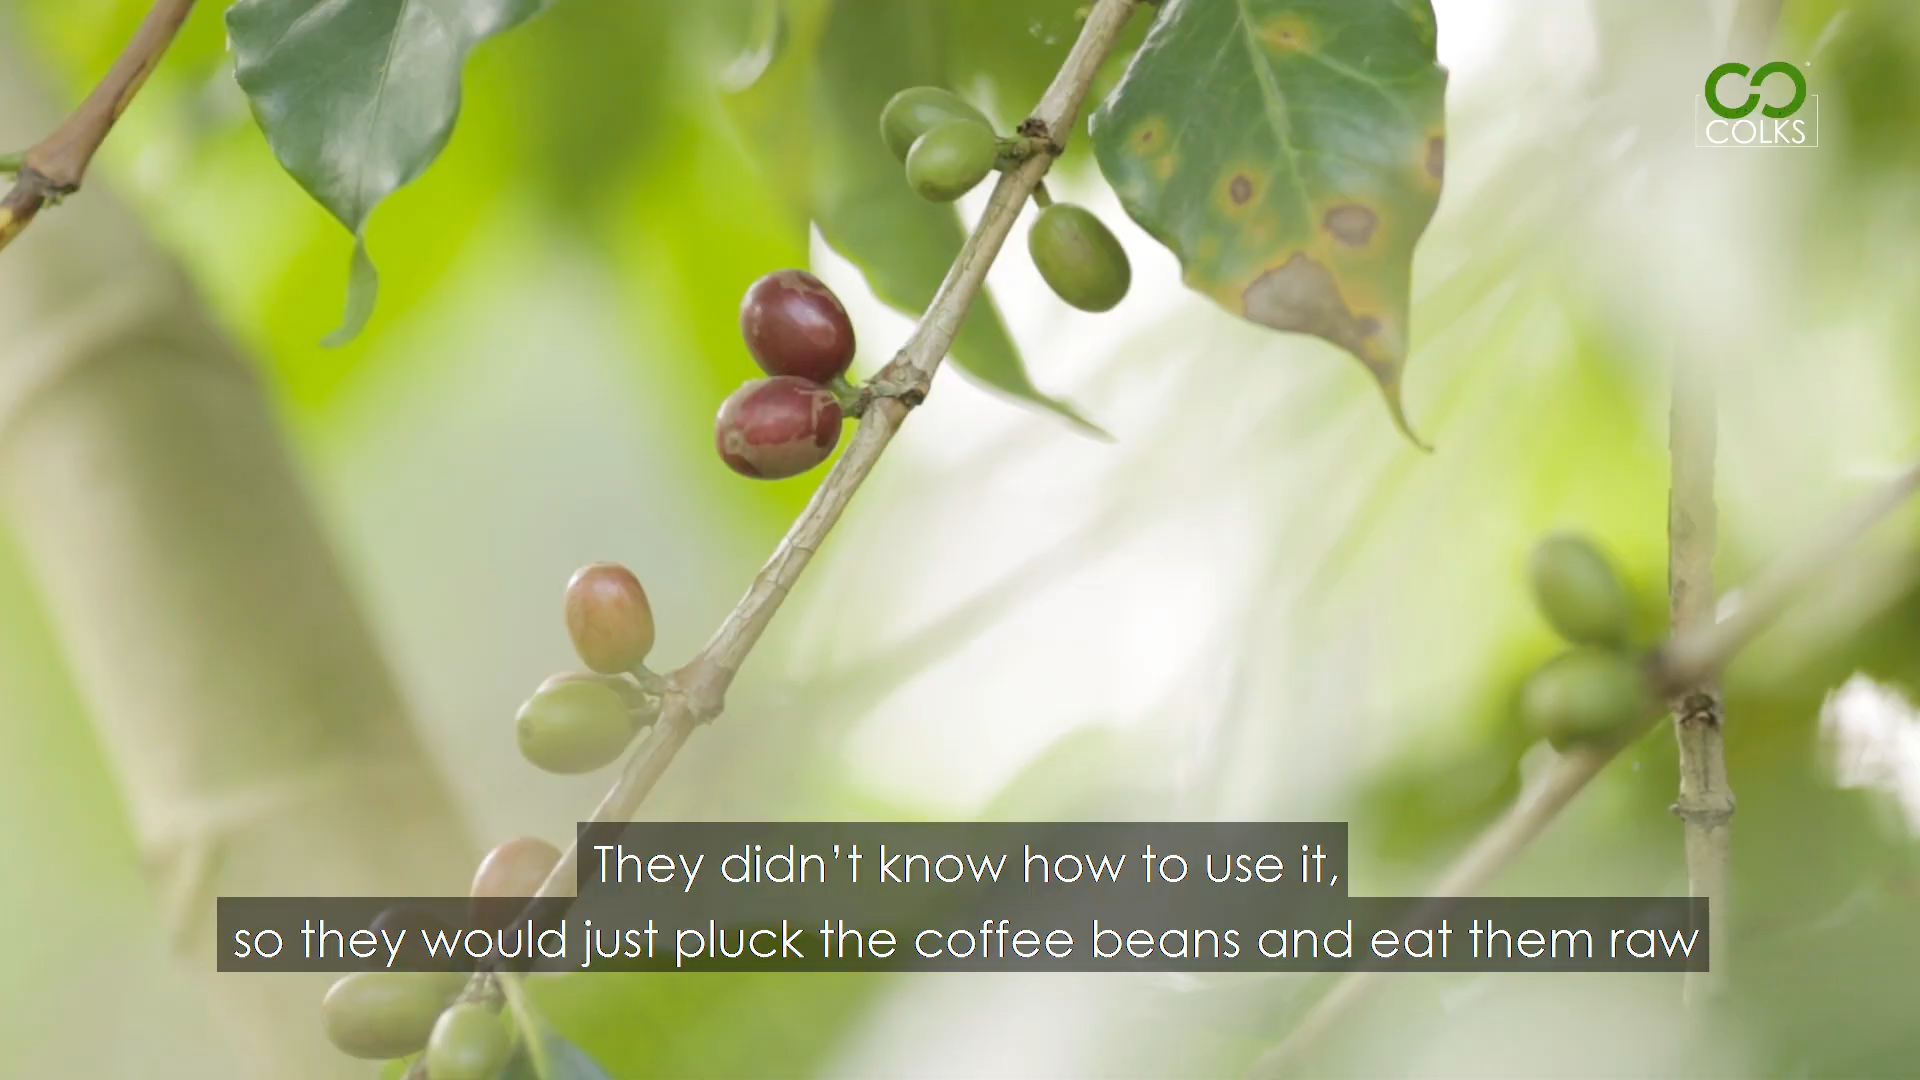 COLKS
They didn’t know how to use it,
so they would just pluck the coffee beans and eat them raw